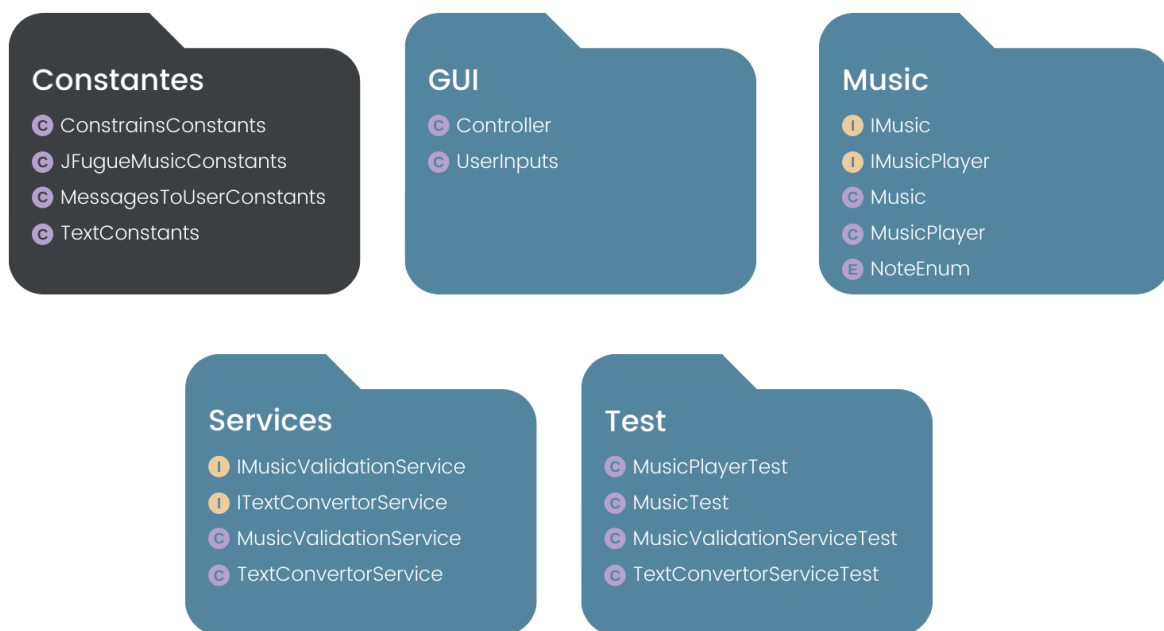 Constantes
C ConstrainsConstants
C JFugueMusicConstants
C MessagesToUserConstants
C TextConstants
GUI
C Controller
C UserInputs
Music
I IMusic
I IMusicPlayer
C Music
C MusicPlayer
E NoteEnum
Services
I IMusicValidationService
I ITextConvertorService
C MusicValidationService
C TextConvertorService
Test
C MusicPlayerTest
C MusicTest
C MusicValidationServiceTest
C TextConvertorServiceTest